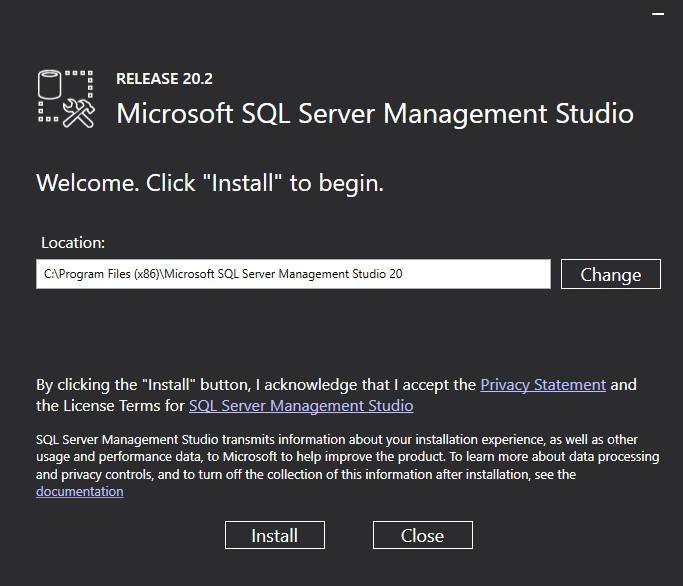 RELEASE 20.2
Microsoft SQL Server Management Studio
Welcome. Click "Install" to begin.
Location:
C:\Program Files (x86)\Microsoft SQL Server Management Studio 20
Change
By clicking the "Install" button, I acknowledge that I accept the Privacy Statement and
the License Terms for SQL Server Management Studio
SQL Server Management Studio transmits information about your installation experience, as well as other
usage and performance data, to Microsoft to help improve the product. To learn more about data processing
and privacy controls, and to turn off the collection of this information after installation, see the
documentation
Install
Close